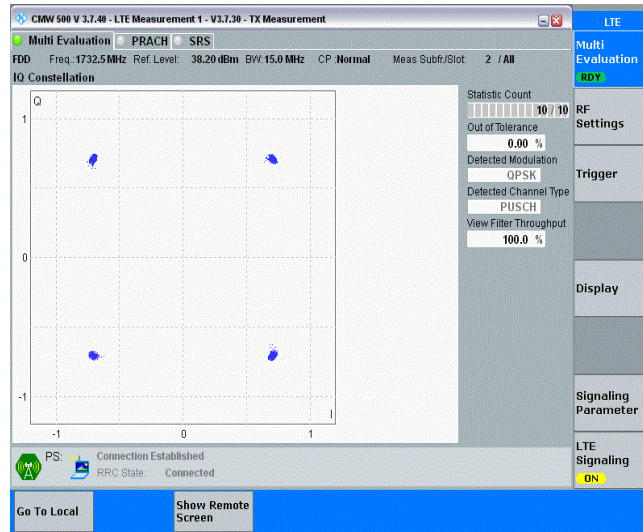 CMW 500 V 3.7.40 - LTE Measurement 1 - V3.7.30 - TX Measurement
LTE
Multi Evaluation PRACH SRS
Multi Evaluation
RDY
FDD Freq.:1732.5 MHz Ref. Level: 38.20 dBm BW:15.0 MHz CP :Normal Meas Subfr./Slot: 2 / All
IQ Constellation
Q
1
0
-1
-1 0 1
I
Statistic Count
10 / 10
Out of Tolerance
0.00 %
Detected Modulation
QPSK
Detected Channel Type
PUSCH
View Filter Throughput
100.0 %
RF
Settings
Trigger
Display
Signaling
Parameter
LTE
Signaling
ON
PS: Connection Established
RRC State: Connected
Go To Local
Show Remote
Screen